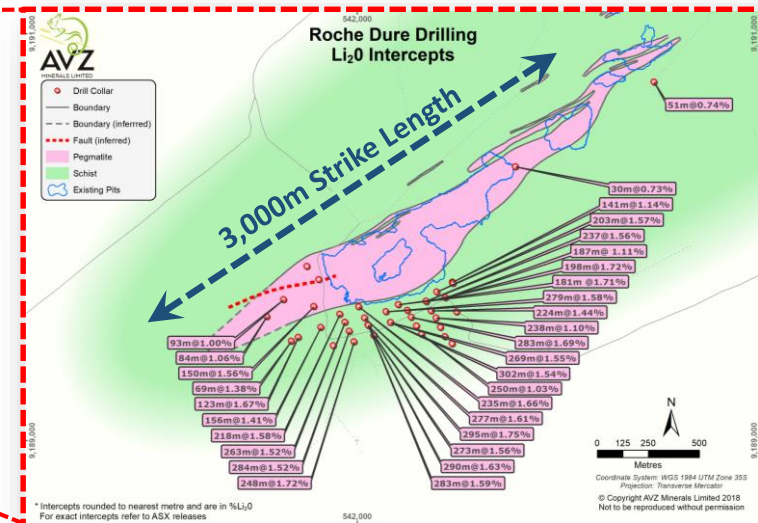 542,000
9,191,000
9,191,000
AVZ
MINERALS LIMITED
Roche Dure Drilling
Li₂0 Intercepts
Drill Collar
Boundary
Boundary (inferrred)
Fault (inferred)
Pegmatite
Schist
Existing Pits
3,000m Strike Length
51m@0.74%
30m@0.73%
141m@1.14%
203m@1.57%
237@1.56%
187m@ 1.11%
198m@1.72%
181m @1.71%
279m@1.58%
224m@1.44%
238m@1.10%
283m@1.69%
269m@1.55%
302m@1.54%
250m@1.03%
235m@1.66%
277m@1.61%
295m@1.75%
273m@1.56%
290m@1.63%
283m@1.59%
93m@1.00%
84m@1.06%
150m@1.56%
69m@1.38%
123m@1.67%
156m@1.41%
218m@1.58%
263m@1.52%
284m@1.52%
248m@1.72%
9,189,000
9,189,000
N
0 125 250 500
Metres
Coordinate System: WGS 1984 UTM Zone 35S
Projection: Transverse Mercator
© Copyright AVZ Minerals Limited 2018
Not to be reproduced without permission
* Intercepts rounded to nearest metre and are in %Li₂0
For exact intercepts refer to ASX releases
542,000